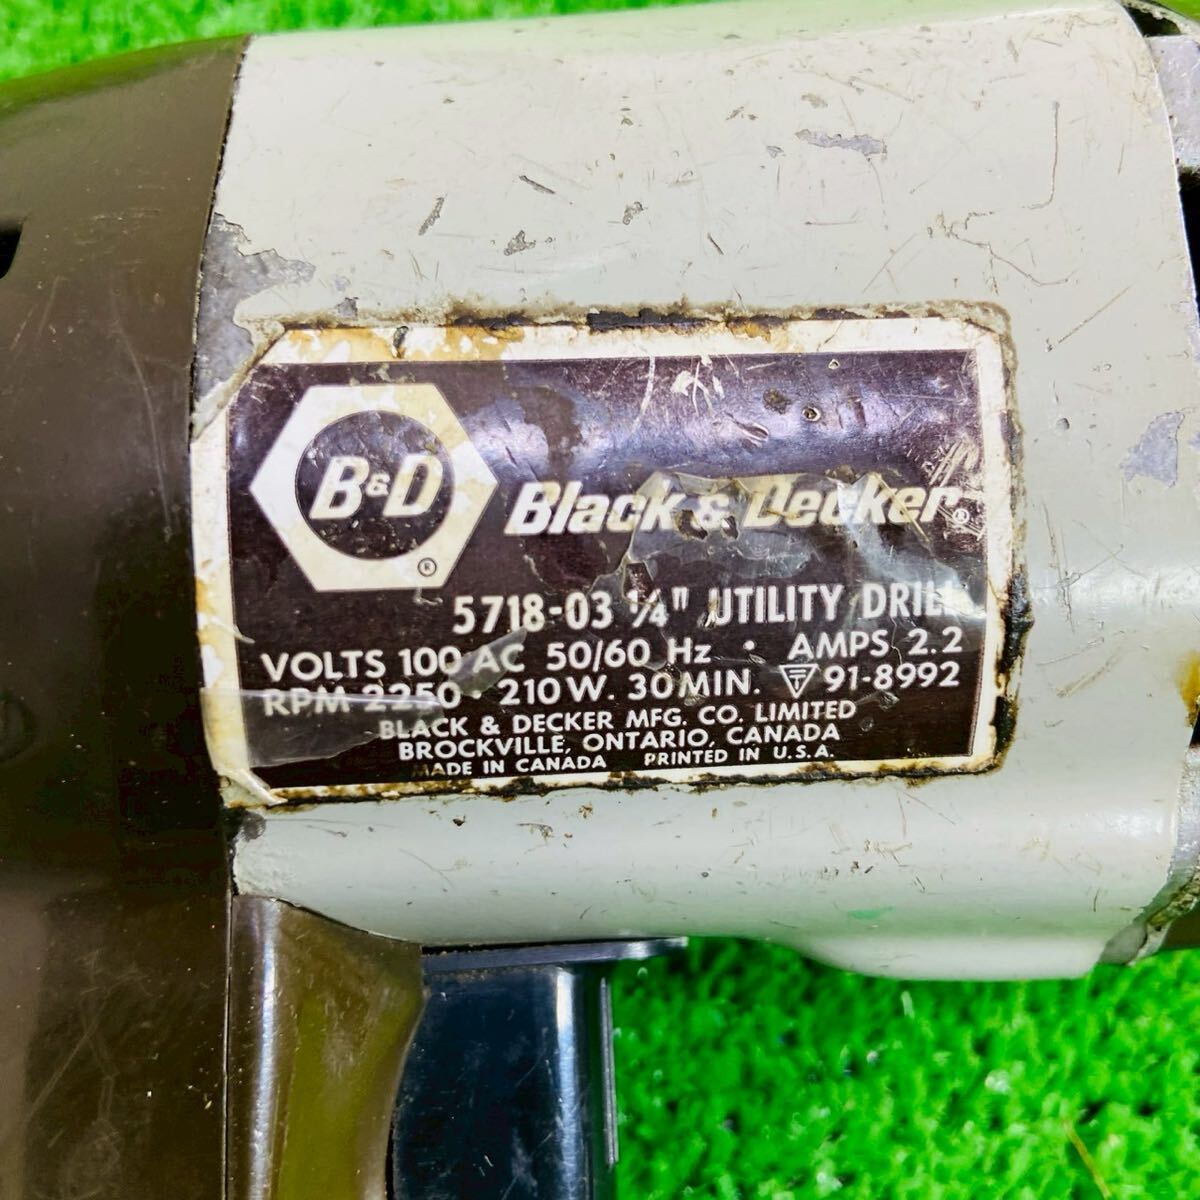 B&D
®
Black & Decker®
5718-03 1/4" UTILITY DRILL
VOLTS 100 AC 50/60 Hz · AMPS 2.2
RPM 2250 210W. 30MIN. 〒 91-8992
BLACK & DECKER MFG. CO. LIMITED
BROCKVILLE, ONTARIO, CANADA
MADE IN CANADA PRINTED IN U.S.A.